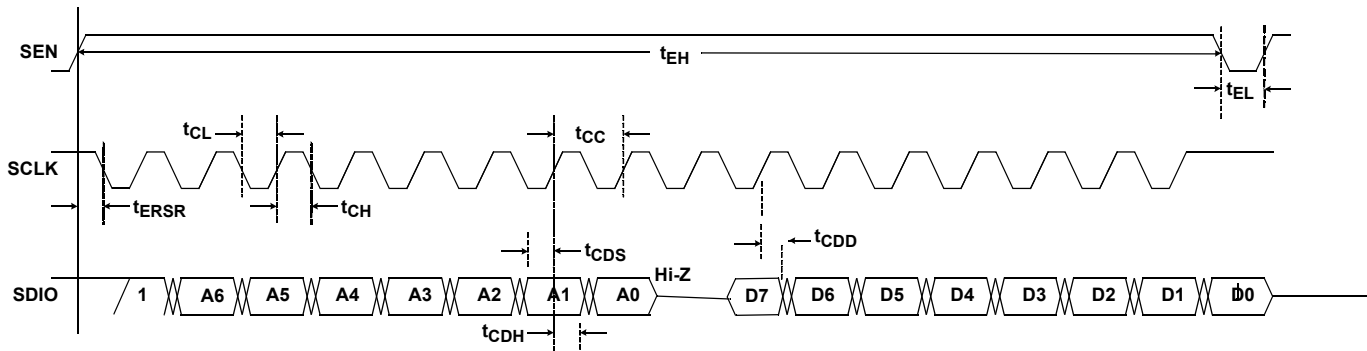 SEN
tEH
tEL
tCL
tCC
SCLK
tERSR
tCH
tCDS
tCDD
Hi-Z
SDIO
1 A6 A5 A4 A3 A2 A1 A0 D7 D6 D5 D4 D3 D2 D1 D0
tCDH